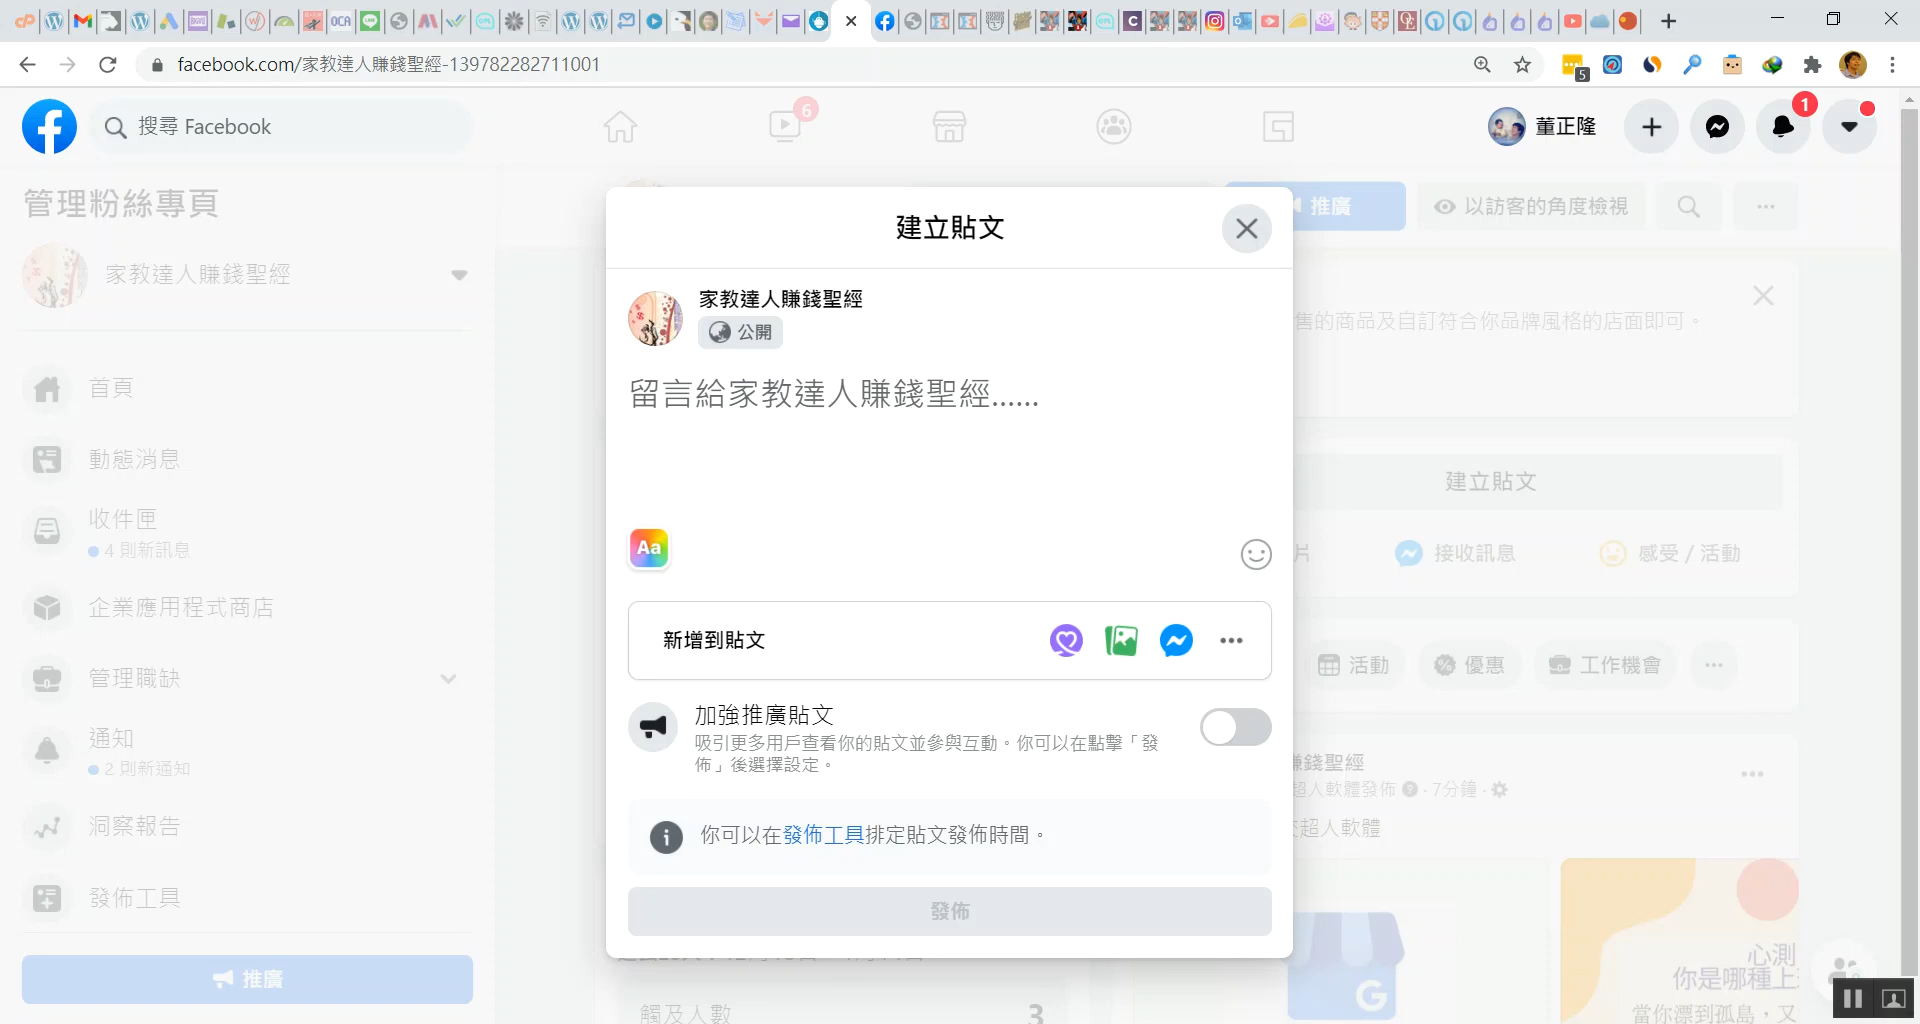 facebook.com/家教達人賺錢聖經-139782282711001
5
搜尋 Facebook
6
董正隆
1
管理粉絲專頁
推廣
以訪客的角度檢視
家教達人賺錢聖經
首頁
動態消息
收件匣
4 則新訊息
企業應用程式商店
管理職缺
通知
2 則新通知
洞察報告
發佈工具
推廣
建立貼文
家教達人賺錢聖經
公開
留言給家教達人賺錢聖經......
Aa
新增到貼文
加強推廣貼文
吸引更多用戶查看你的貼文並參與互動。你可以在點擊「發
佈」後選擇設定。
你可以在發佈工具排定貼文發佈時間。
發佈
觸及人數
3
售的商品及自訂符合你品牌風格的店面即可。
建立貼文
片
接收訊息
感受 / 活動
活動
優惠
工作機會
賺錢聖經
超人軟體發佈 · 7分鐘 ·
超人軟體
G
心測
你是哪種上
當你漂到孤島，又